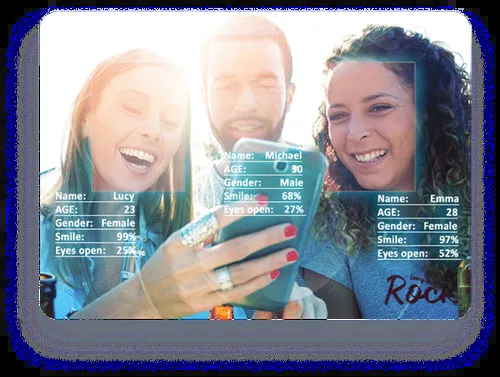 Name: Lucy
AGE: 23
Gender: Female
Smile: 99%
Eyes open: 25%
Name: Michael
30
Gender: Male
Smile: 68%
Eyes open: 27%
Name: Emma
AGE: 28
Gender: Female
Smile: 97%
Eyes open: 52%
Rock